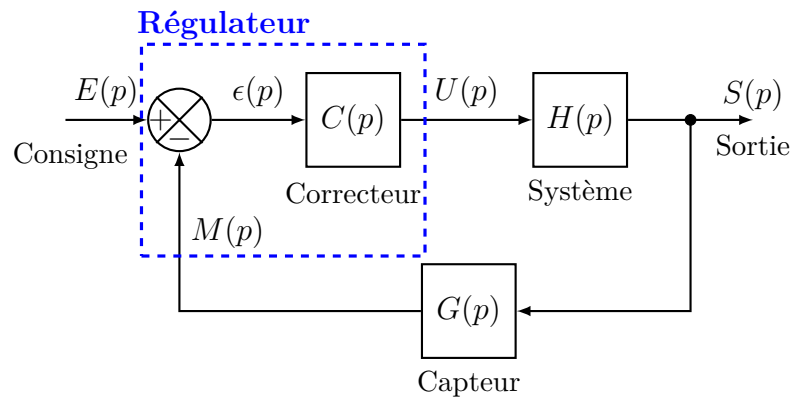 Régulateur
E(p)
ϵ(p)
U(p)
S(p)
+
−
C(p)
H(p)
Consigne
Sortie
Correcteur
Système
M(p)
G(p)
Capteur